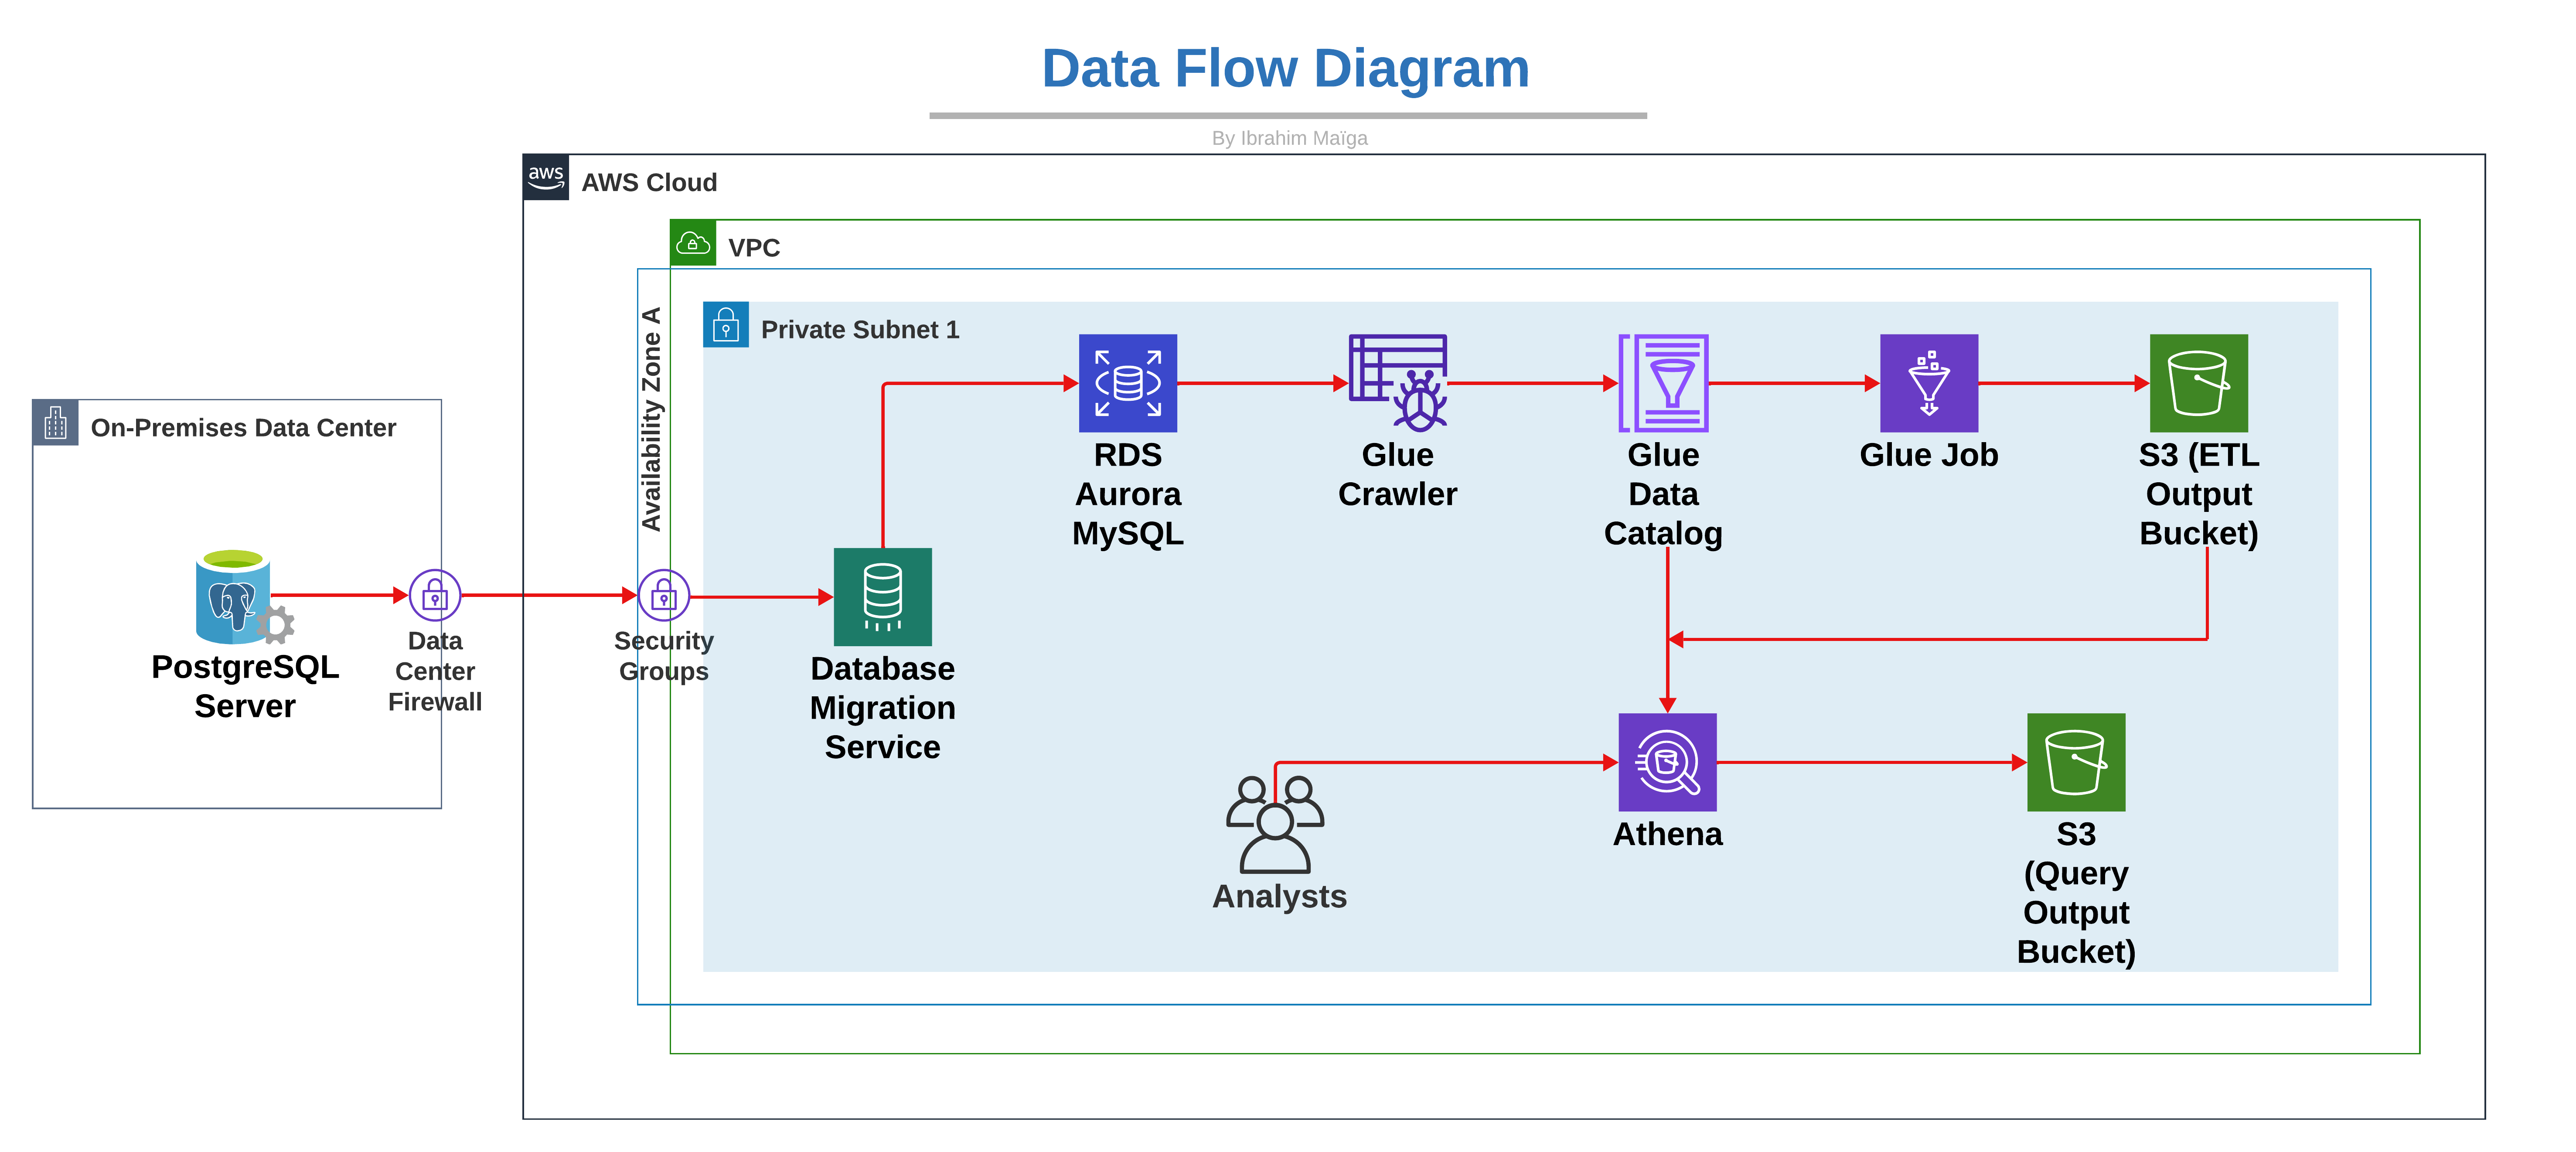 Data Flow Diagram
By Ibrahim Maïga
aws
AWS Cloud
VPC
Availability Zone A
Private Subnet 1
On-Premises Data Center
RDS
Aurora
MySQL
Glue
Crawler
Glue
Data
Catalog
Glue Job
S3 (ETL
Output
Bucket)
PostgreSQL
Server
Data
Center
Firewall
Security
Groups
Database
Migration
Service
Analysts
Athena
S3
(Query
Output
Bucket)